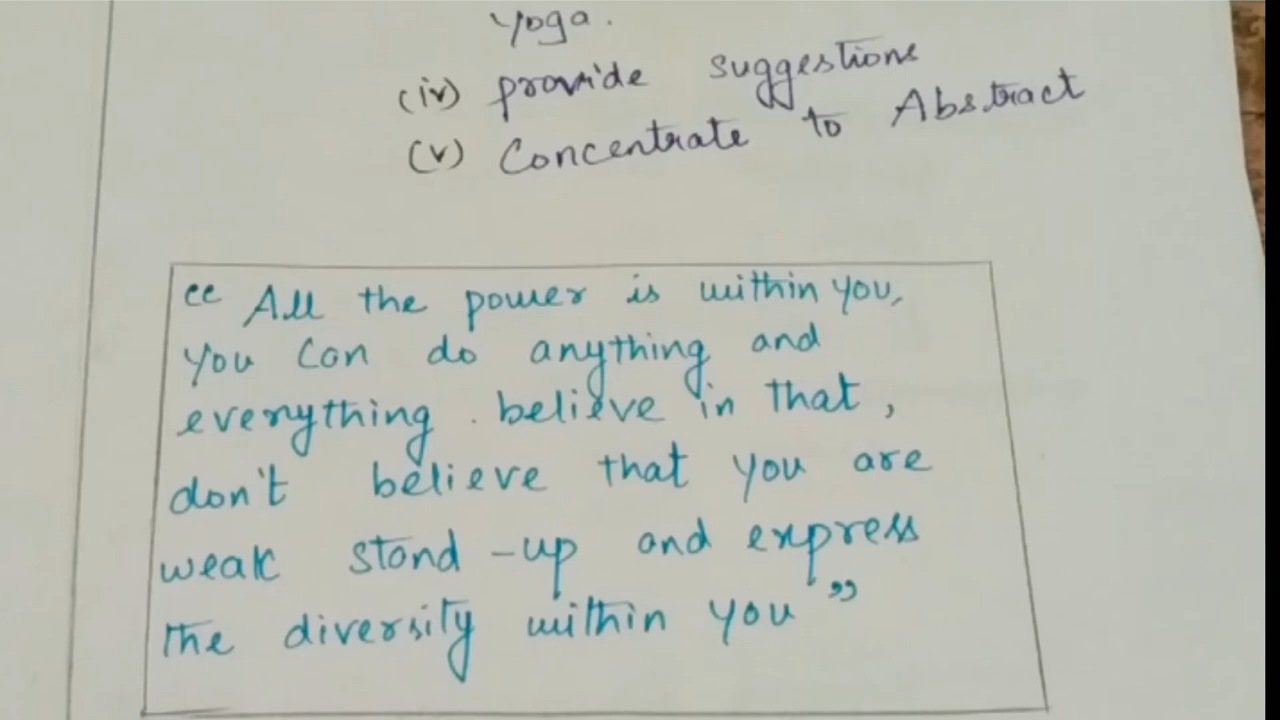 Yoga.
(iv) provide suggestions
(v) Concentrate to Abstract
“ All the power is within you,
you can do anything and
everything . believe in that ,
don't believe that you are
weak stand -up and express
the diversity within you ”